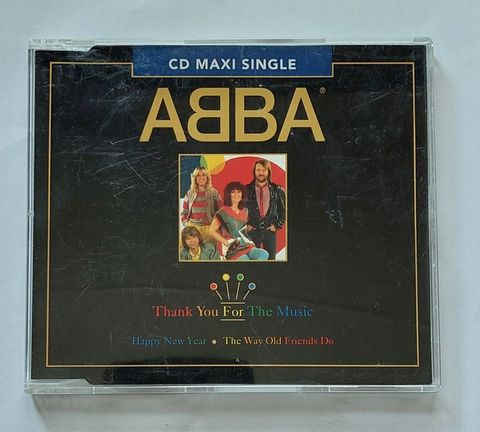 CD MAXI SINGLE
ABBA®
Thank You For The Music
Happy New Year • The Way Old Friends Do